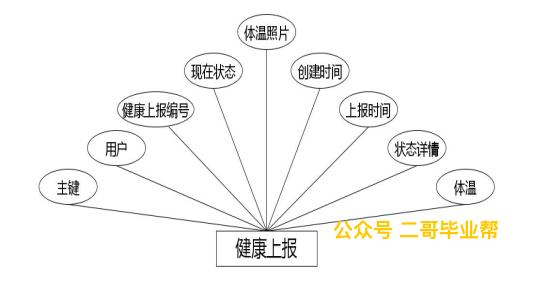 体温照片
现在状态
创建时间
健康上报编号
上报时间
用户
状态详情
主键
体温
公众号 二哥毕业帮
健康上报